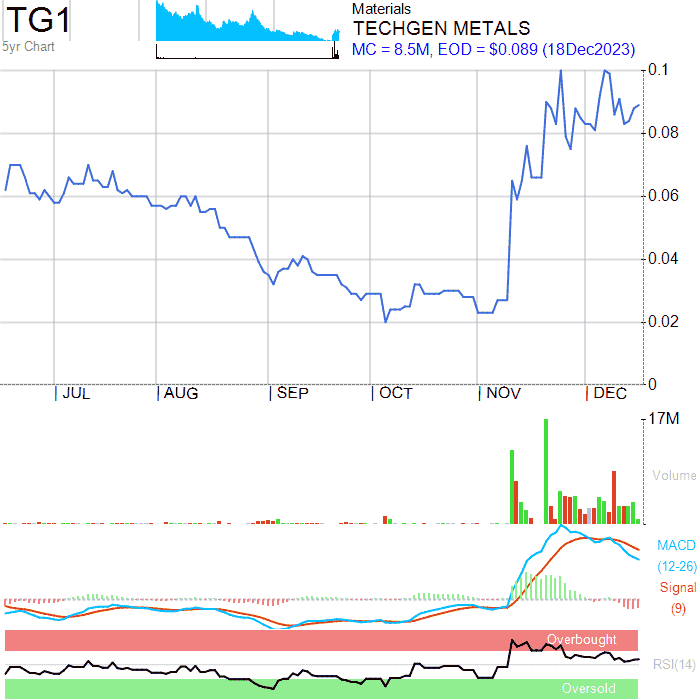 TG1
5yr Chart
Materials
TECHGEN METALS
MC = 8.5M, EOD = $0.089 (18Dec2023)
0.1
0.08
0.06
0.04
0.02
0
JUL AUG SEP OCT NOV DEC
17M
Volume
MACD
(12-26)
Signal
(9)
Overbought
RSI(14)
Oversold